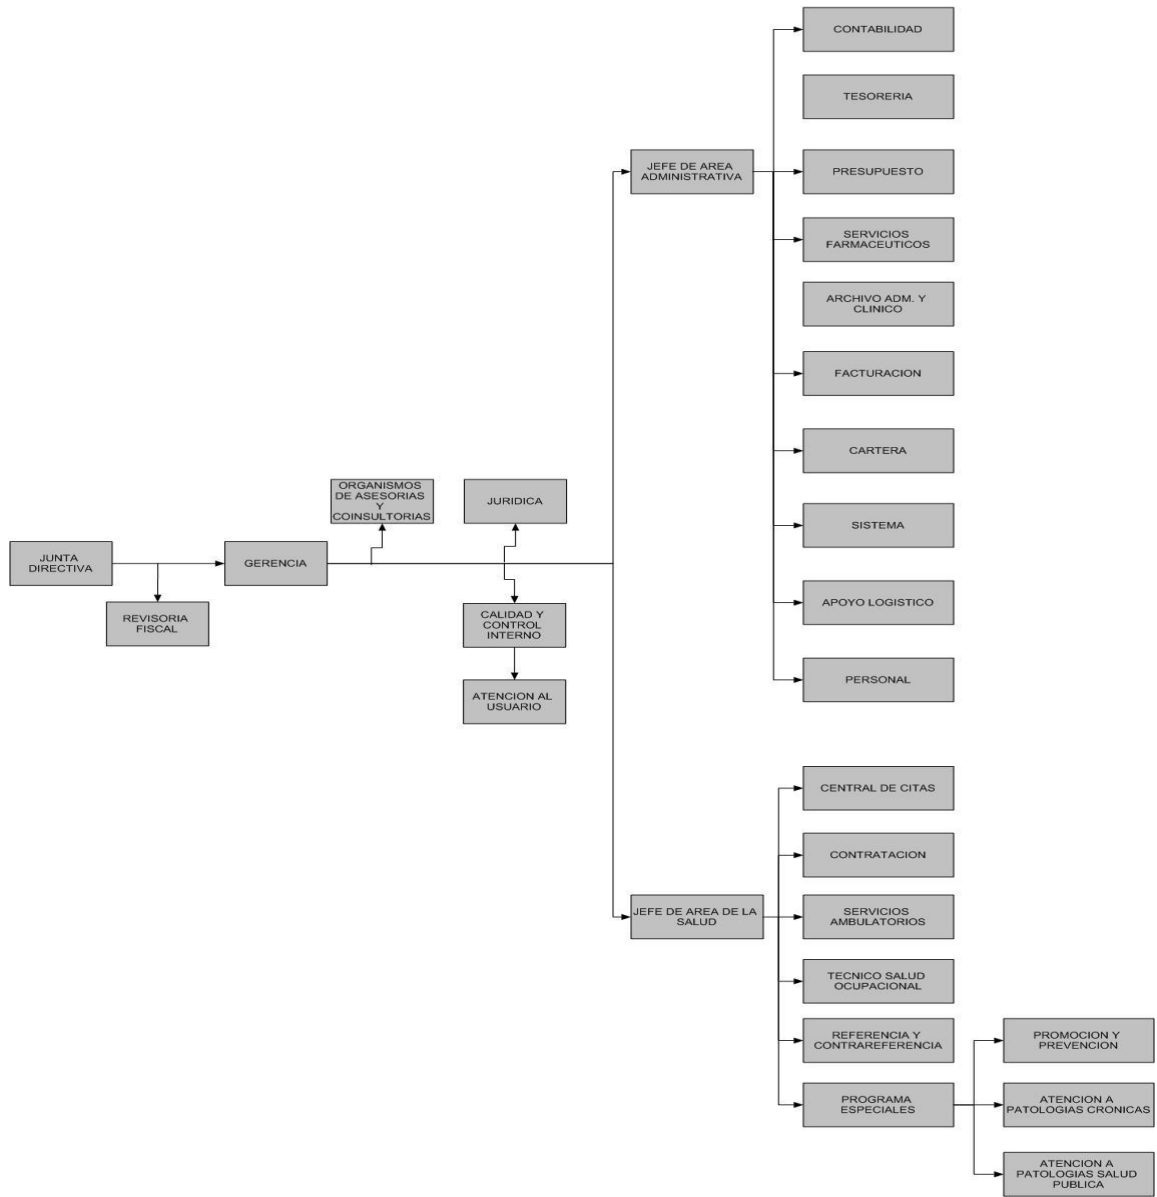 JUNTA
DIRECTIVA
REVISORIA
FISCAL
GERENCIA
ORGANISMOS
DE ASESORIAS
Y
COINSULTORIAS
JURIDICA
CALIDAD Y
CONTROL
INTERNO
ATENCION AL
USUARIO
JEFE DE AREA
ADMINISTRATIVA
CONTABILIDAD
TESORERIA
PRESUPUESTO
SERVICIOS
FARMACEUTICOS
ARCHIVO ADM. Y
CLINICO
FACTURACION
CARTERA
SISTEMA
APOYO LOGISTICO
PERSONAL
JEFE DE AREA DE LA
SALUD
CENTRAL DE CITAS
CONTRATACION
SERVICIOS
AMBULATORIOS
TECNICO SALUD
OCUPACIONAL
REFERENCIA Y
CONTRAREFERENCIA
PROGRAMA
ESPECIALES
PROMOCION Y
PREVENCION
ATENCION A
PATOLOGIAS CRONICAS
ATENCION A
PATOLOGIAS SALUD
PUBLICA